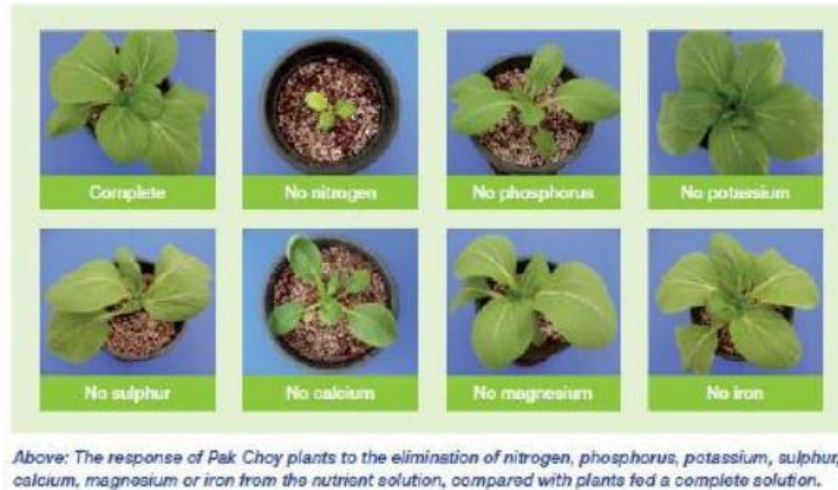 Complete
No nitrogen
No phosphorus
No potassium
No sulphur
No calcium
No magnesium
No iron
Above: The response of Pak Choy plants to the elimination of nitrogen, phosphorus, potassium, sulphur,
calcium, magnesium or iron from the nutrient solution, compared with plants fed a complete solution.